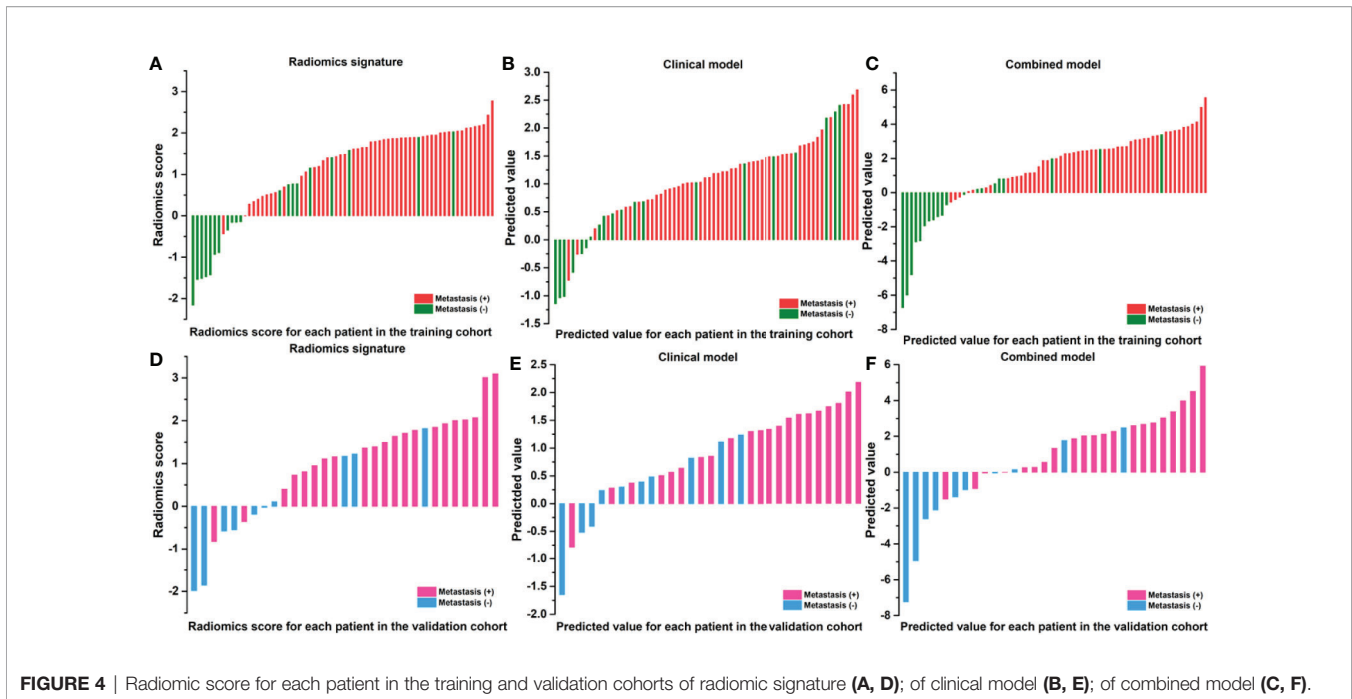 A
Radiomics signature
Radiomics score
3
2
1
0
-1
-2
Metastasis (+)
Metastasis (-)
Radiomics score for each patient in the training cohort
B
Clinical model
Predicted value
3.0
2.5
2.0
1.5
1.0
0.5
0.0
-0.5
-1.0
-1.5
Metastasis (+)
Metastasis (-)
Predicted value for each patient in the training cohort
C
Combined model
Predicted value
6
4
2
0
-2
-4
-6
-8
Metastasis (+)
Metastasis (-)
Predicted value for each patient in the training cohort
D
Radiomics signature
Radiomics score
3
2
1
0
-1
-2
Metastasis (+)
Metastasis (-)
Radiomics score for each patient in the validation cohort
E
Clinical model
Predictded value
2.5
2.0
1.5
1.0
0.5
0.0
-0.5
-1.0
-1.5
-2.0
Metastasis (+)
Metastasis (-)
Predicted value for each patient in the validation cohort
F
Combined model
Predicted value
6
4
2
0
-2
-4
-6
-8
Metastasis (+)
Metastasis (-)
Predicted value for each patient in the validation cohort
FIGURE 4 | Radiomic score for each patient in the training and validation cohorts of radiomic signature (A, D); of clinical model (B, E); of combined model (C, F).